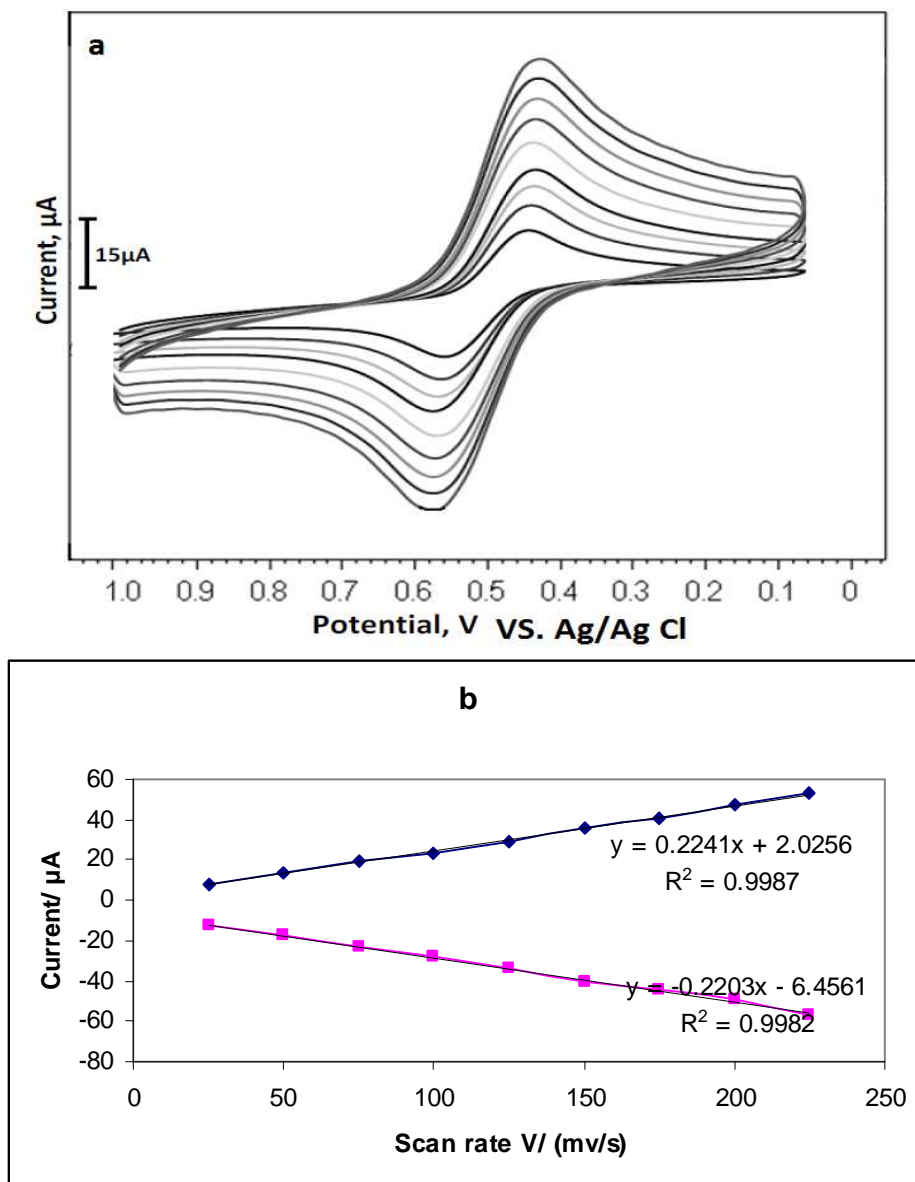 a
Current, µA
15µA
1.0 0.9 0.8 0.7 0.6 0.5 0.4 0.3 0.2 0.1 0
Potential, V VS. Ag/Ag Cl
b
60
40
20
0
-20
-40
-60
-80
Current/ µA
y = 0.2241x + 2.0256
R² = 0.9987
y = -0.2203x - 6.4561
R² = 0.9982
0 50 100 150 200 250
Scan rate V/ (mv/s)